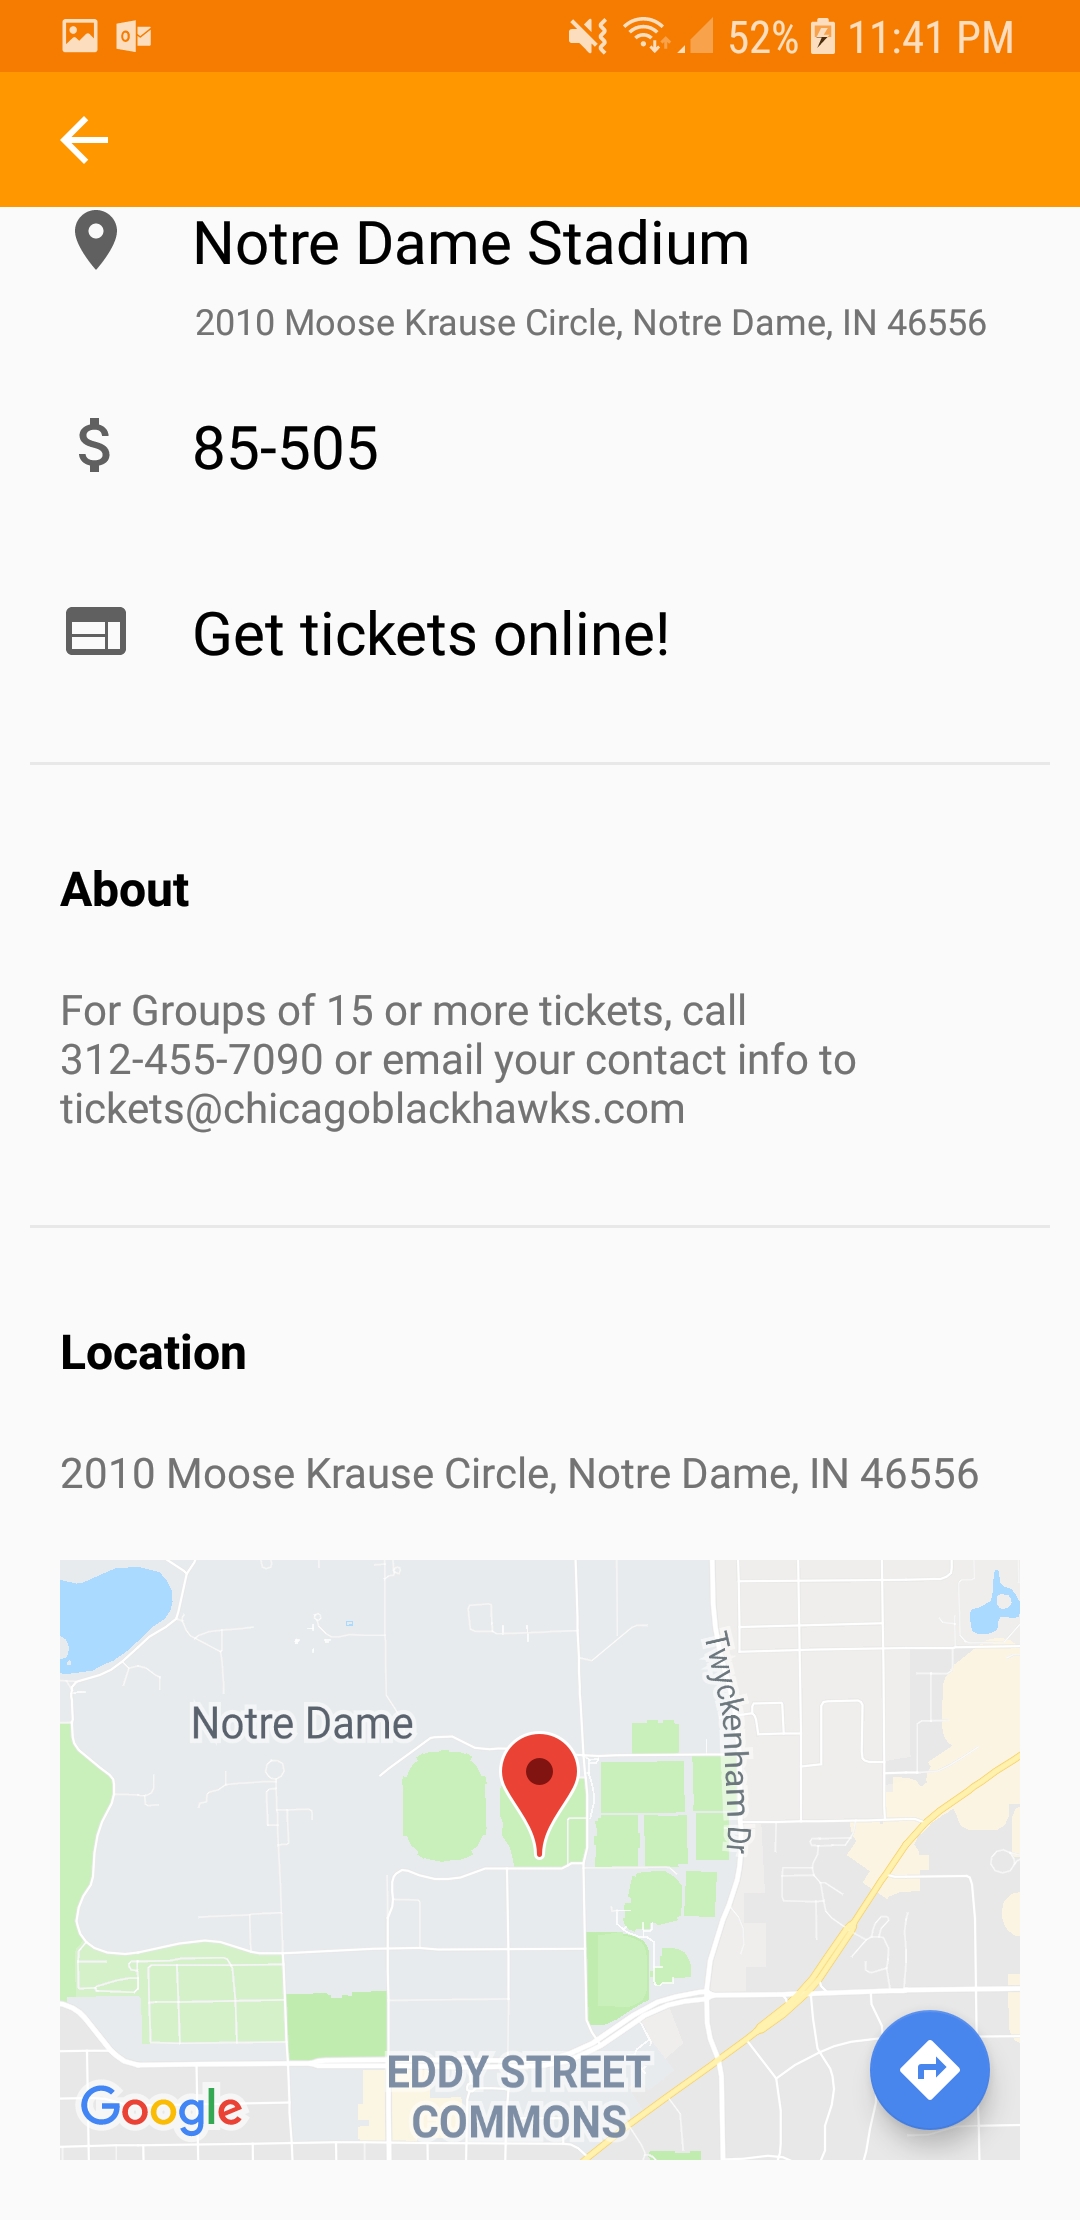 52% 11:41 PM
Notre Dame Stadium
2010 Moose Krause Circle, Notre Dame, IN 46556
$ 85-505
Get tickets online!
About
For Groups of 15 or more tickets, call
312-455-7090 or email your contact info to
tickets@chicagoblackhawks.com
Location
2010 Moose Krause Circle, Notre Dame, IN 46556
Twyckenham Dr
Notre Dame
EDDY STREET
COMMONS
Google